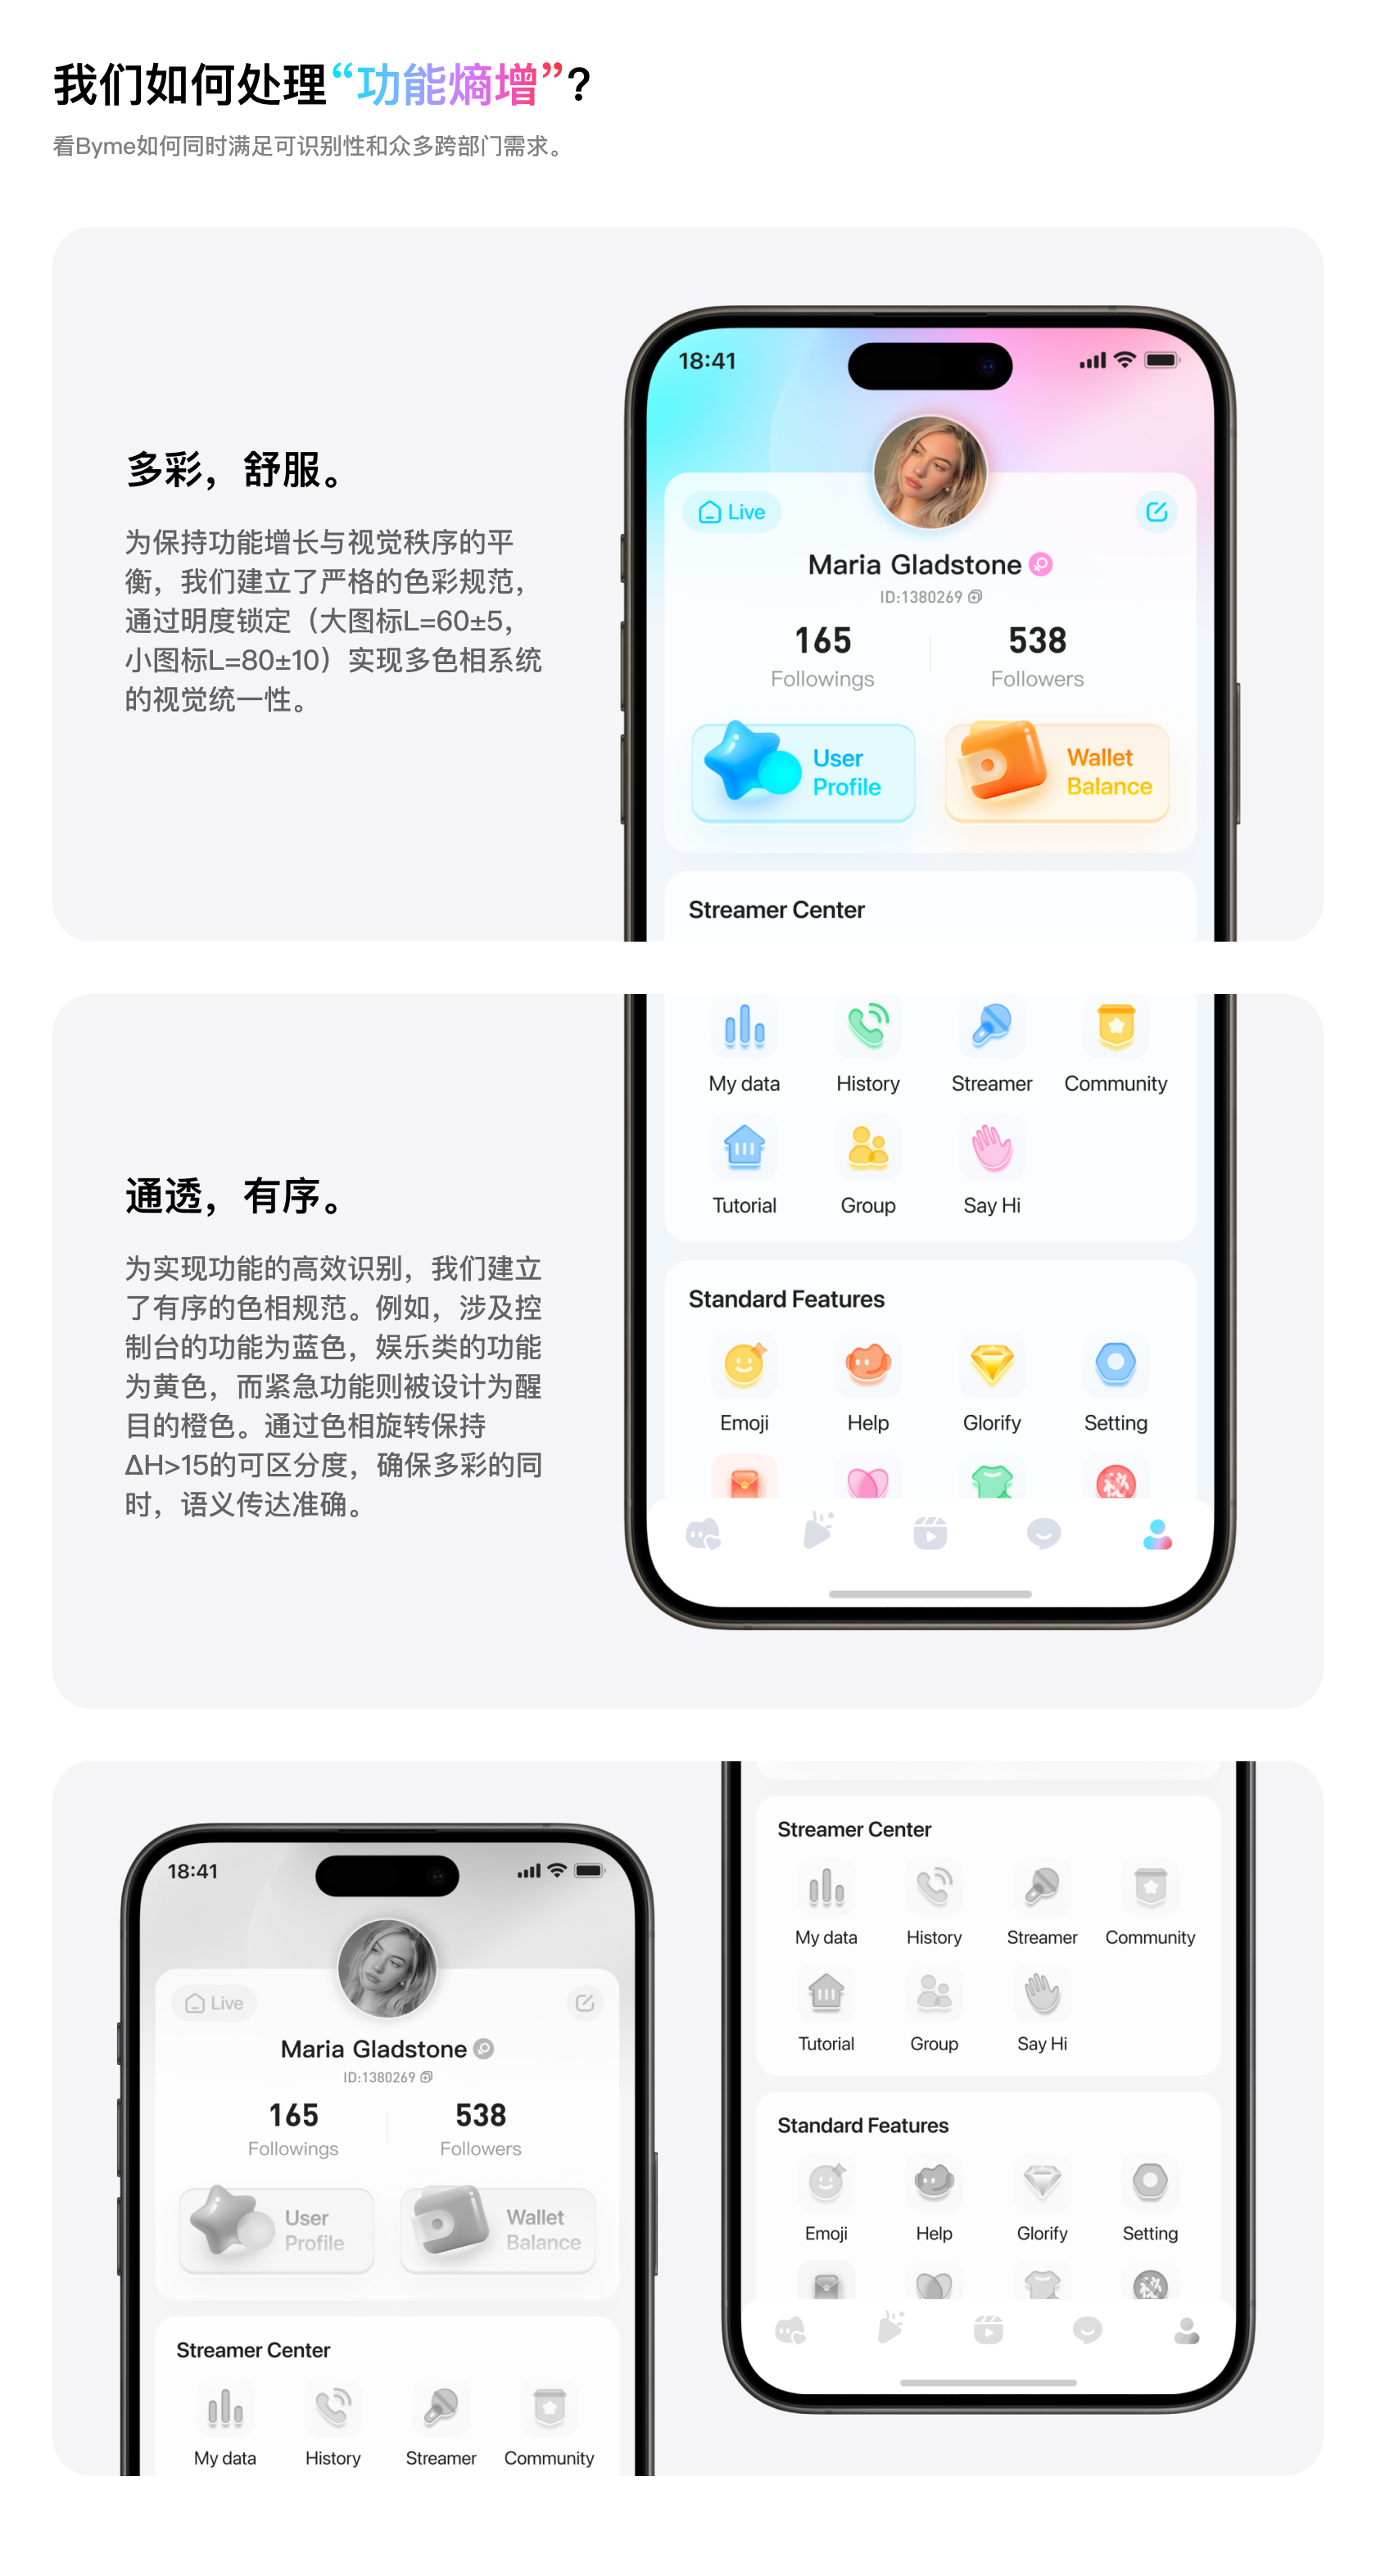 我们如何处理“功能熵增”?
看Byme如何同时满足可识别性和众多跨部门需求。
多彩，舒服。
为保持功能增长与视觉秩序的平
衡，我们建立了严格的色彩规范，
通过明度锁定（大图标L=60±5，
小图标L=80±10）实现多色相系统
的视觉统一性。
18:41
Live
Maria Gladstone
ID:1380269
165
538
Followings
Followers
User
Profile
Wallet
Balance
Streamer Center
通透，有序。
为实现功能的高效识别，我们建立
了有序的色相规范。例如，涉及控
制台的功能为蓝色，娱乐类的功能
为黄色，而紧急功能则被设计为醒
目的橙色。通过色相旋转保持
ΔH>15的可区分度，确保多彩的同
时，语义传达准确。
My data
History
Streamer
Community
Tutorial
Group
Say Hi
Standard Features
Emoji
Help
Glorify
Setting
18:41
Live
Maria Gladstone
ID:1380269
165
538
Followings
Followers
User
Profile
Wallet
Balance
Streamer Center
My data
History
Streamer
Community
Streamer Center
My data
History
Streamer
Community
Tutorial
Group
Say Hi
Standard Features
Emoji
Help
Glorify
Setting